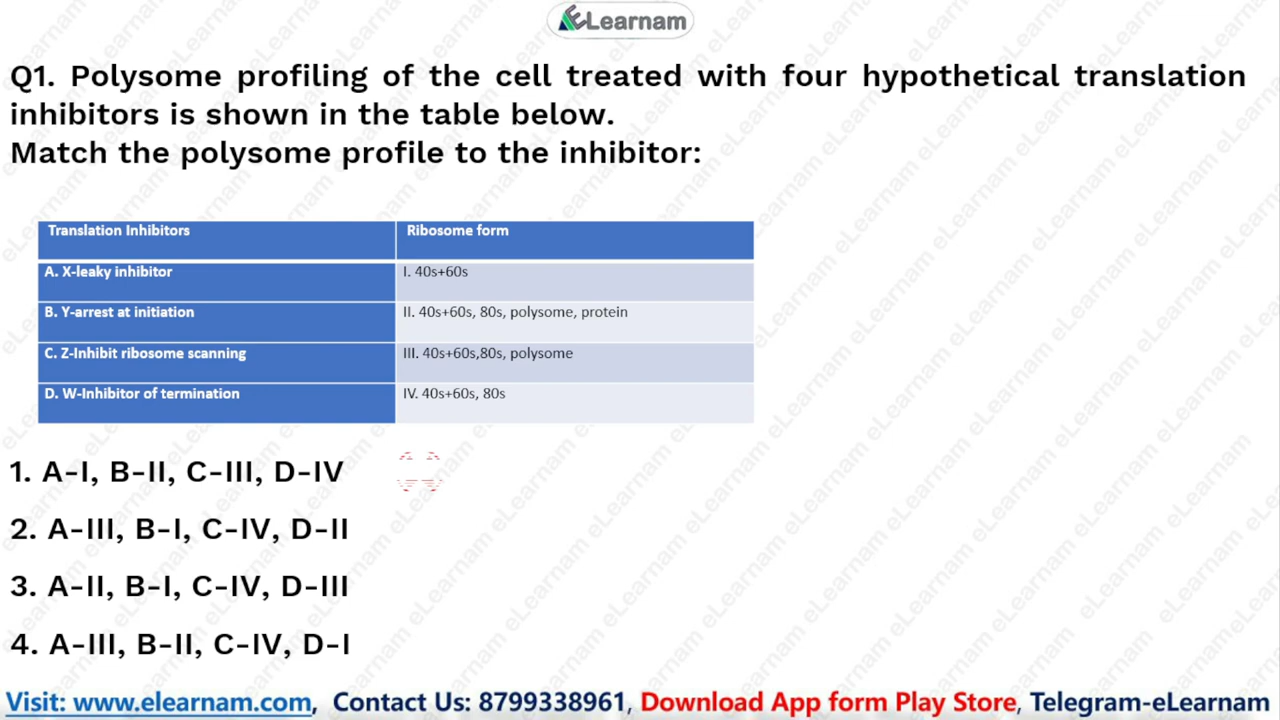 eLearnam
Q1. Polysome profiling of the cell treated with four hypothetical translation
inhibitors is shown in the table below.
Match the polysome profile to the inhibitor:
Translation Inhibitors Ribosome form
A. X-leaky inhibitor I. 40s+60s
B. Y-arrest at initiation II. 40s+60s, 80s, polysome, protein
C. Z-Inhibit ribosome scanning III. 40s+60s,80s, polysome
D. W-Inhibitor of termination IV. 40s+60s, 80s
1. A-I, B-II, C-III, D-IV
2. A-III, B-I, C-IV, D-II
3. A-II, B-I, C-IV, D-III
4. A-III, B-II, C-IV, D-I
Visit: www.elearnam.com, Contact Us: 8799338961, Download App form Play Store, Telegram-eLearnam